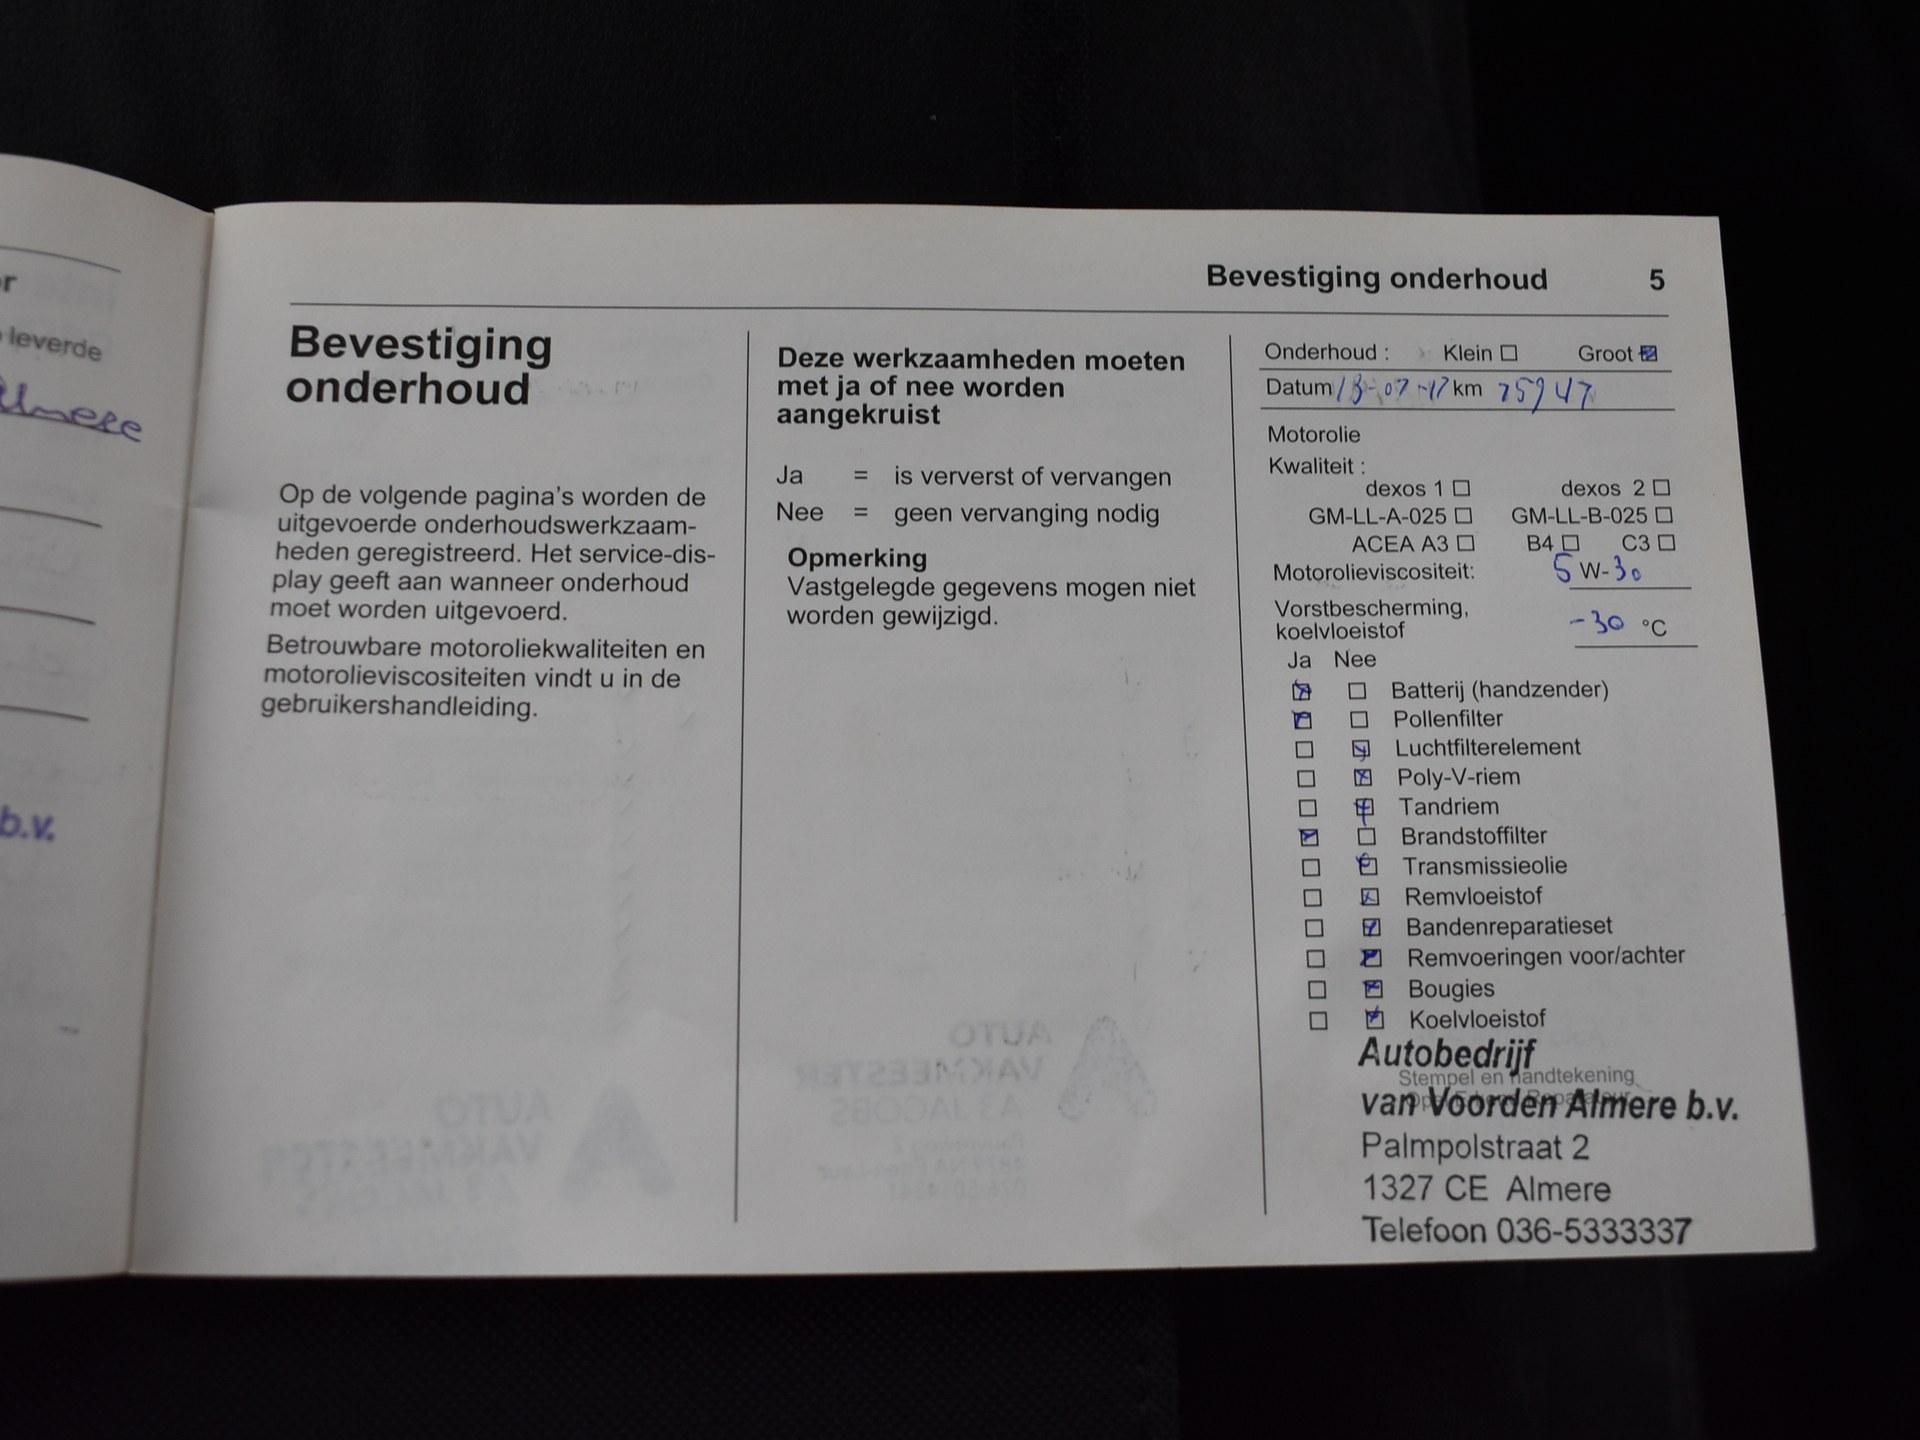 r
leverde
Almere
b.v.
Bevestiging onderhoud 5
Bevestiging
onderhoud
Op de volgende pagina's worden de
uitgevoerde onderhoudswerkzaam-
heden geregistreerd. Het service-dis-
play geeft aan wanneer onderhoud
moet worden uitgevoerd.
Betrouwbare motoroliekwaliteiten en
motorolieviscositeiten vindt u in de
gebruikershandleiding.
Deze werkzaamheden moeten
met ja of nee worden
aangekruist
Ja = is ververst of vervangen
Nee = geen vervanging nodig
Opmerking
Vastgelegde gegevens mogen niet
worden gewijzigd.
Onderhoud : Klein Groot
Datum 13-07-17 km 25947
Motorolie
Kwaliteit :
dexos 1 dexos 2
GM-LL-A-025 GM-LL-B-025
ACEA A3 B4 C3
Motorolieviscositeit: 5 W-30
Vorstbescherming,
koelvloeistof -30 °C
Ja Nee
Batterij (handzender)
Pollenfilter
Luchtfilterelement
Poly-V-riem
Tandriem
Brandstoffilter
Transmissieolie
Remvloeistof
Bandenreparatieset
Remvoeringen voor/achter
Bougies
Koelvloeistof
Autobedrijf
Stempel en handtekening
van Voorden Almere b.v.
Palmpolstraat 2
1327 CE Almere
Telefoon 036-5333337